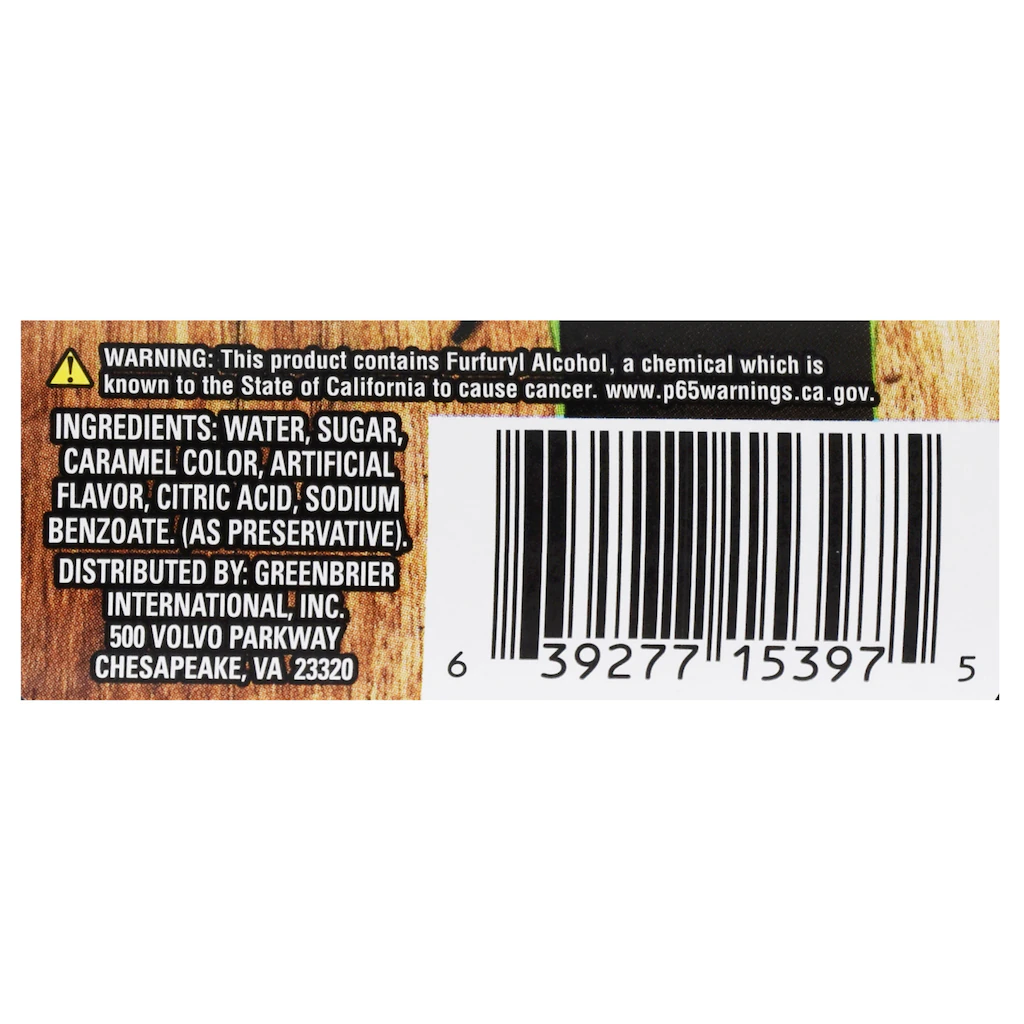 WARNING: This product contains Furfuryl Alcohol, a chemical which is
known to the State of California to cause cancer. www.p65warnings.ca.gov.
INGREDIENTS: WATER, SUGAR,
CARAMEL COLOR, ARTIFICIAL
FLAVOR, CITRIC ACID, SODIUM
BENZOATE. (AS PRESERVATIVE).
DISTRIBUTED BY: GREENBRIER
INTERNATIONAL, INC.
500 VOLVO PARKWAY
CHESAPEAKE, VA 23320
6 39277 15397 5